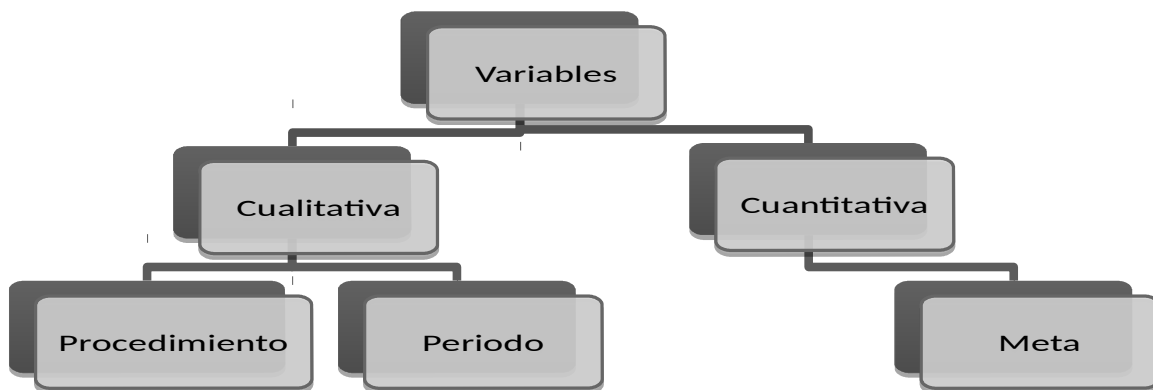 Variables
Cualitativa
Cuantitativa
Procedimiento
Periodo
Meta